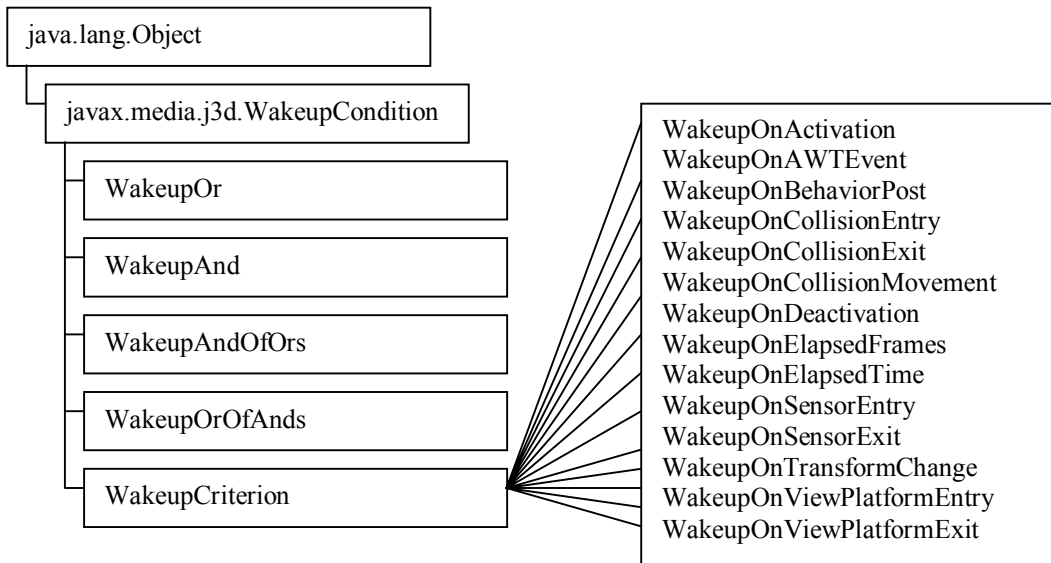 java.lang.Object
javax.media.j3d.WakeupCondition
WakeupOr
WakeupAnd
WakeupAndOfOrs
WakeupOrOfAnds
WakeupCriterion
WakeupOnActivation
WakeupOnAWTEvent
WakeupOnBehaviorPost
WakeupOnCollisionEntry
WakeupOnCollisionExit
WakeupOnCollisionMovement
WakeupOnDeactivation
WakeupOnElapsedFrames
WakeupOnElapsedTime
WakeupOnSensorEntry
WakeupOnSensorExit
WakeupOnTransformChange
WakeupOnViewPlatformEntry
WakeupOnViewPlatformExit